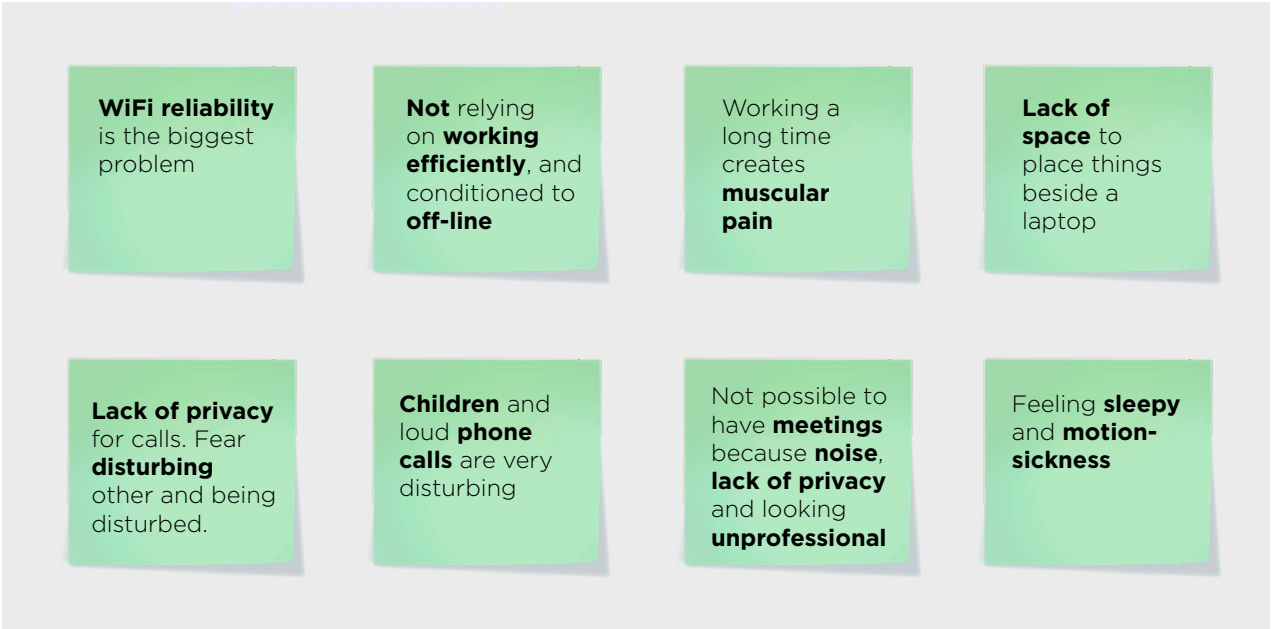 WiFi reliability
is the biggest
problem
Not relying
on working
efficiently, and
conditioned to
off-line
Working a
long time
creates
muscular
pain
Lack of
space to
place things
beside a
laptop
Lack of privacy
for calls. Fear
disturbing
other and being
disturbed.
Children and
loud phone
calls are very
disturbing
Not possible to
have meetings
because noise,
lack of privacy
and looking
unprofessional
Feeling sleepy
and motion-
sickness